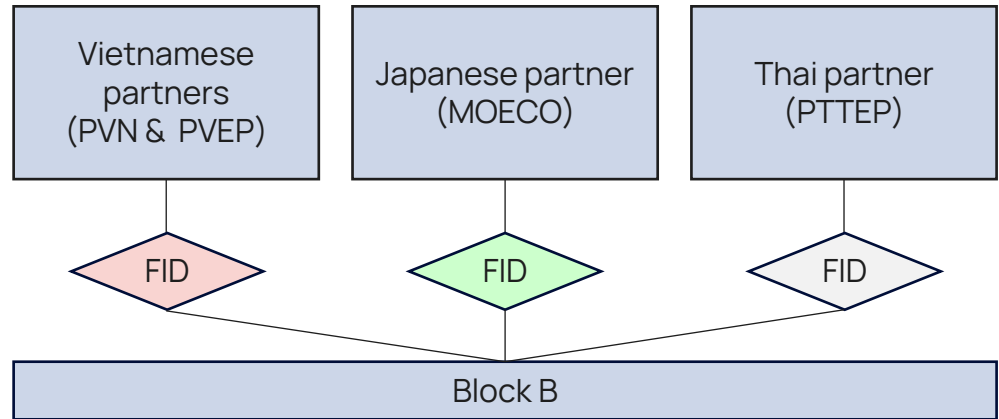 Vietnamese
partners
(PVN & PVEP)
Japanese partner
(MOECO)
Thai partner
(PTTEP)
FID
FID
FID
Block B